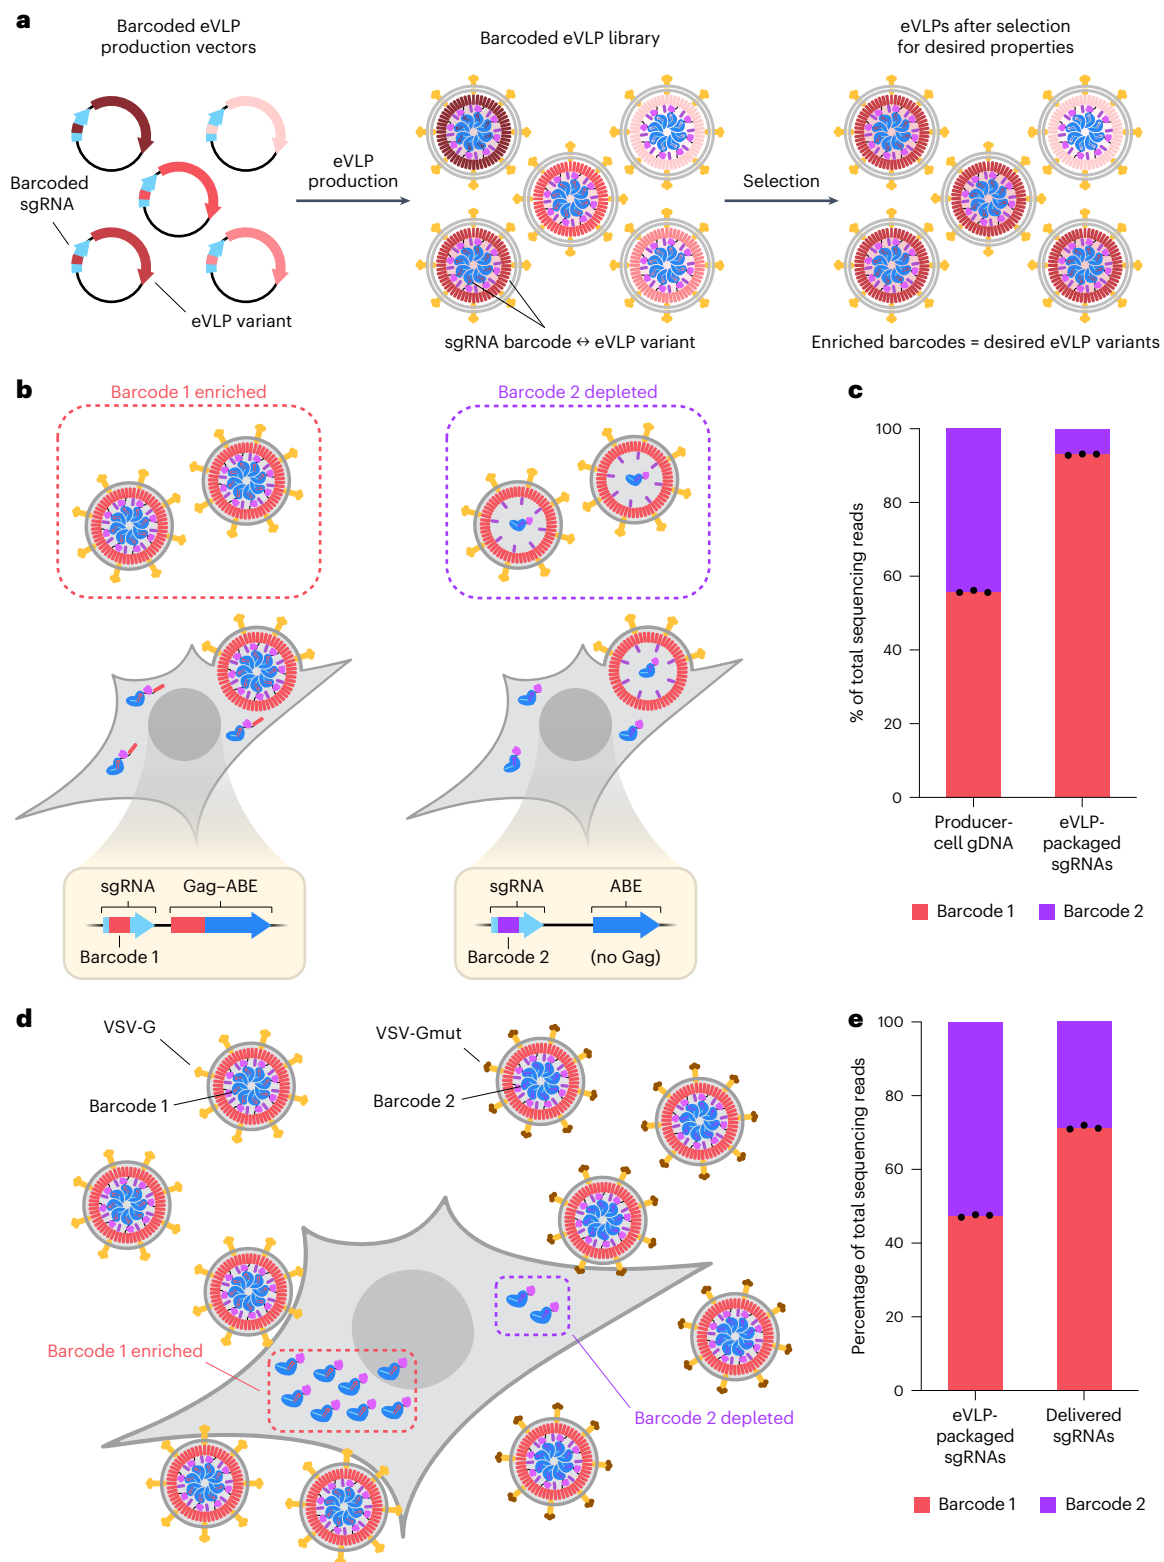 a
Barcoded eVLP
production vectors
Barcoded eVLP library
eVLPs after selection
for desired properties
Barcoded
sgRNA
eVLP
production
Selection
eVLP variant
sgRNA barcode ↔ eVLP variant
Enriched barcodes = desired eVLP variants
b
Barcode 1 enriched
Barcode 2 depleted
sgRNA
Gag–ABE
Barcode 1
sgRNA
ABE
Barcode 2
(no Gag)
c
% of total sequencing reads
100
80
60
40
20
0
Producer-
cell gDNA
eVLP-
packaged
sgRNAs
Barcode 1
Barcode 2
d
VSV-G
Barcode 1
VSV-Gmut
Barcode 2
Barcode 1 enriched
Barcode 2 depleted
e
Percentage of total sequencing reads
100
80
60
40
20
0
eVLP-
packaged
sgRNAs
Delivered
sgRNAs
Barcode 1
Barcode 2